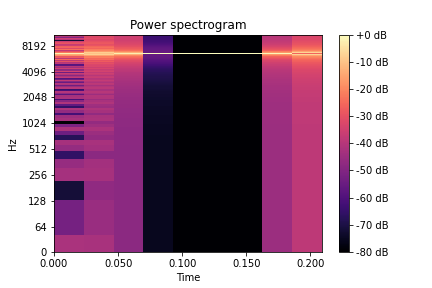 Power spectrogram
8192
4096
2048
1024
512
256
128
64
0
Hz
0.000 0.050 0.100 0.150 0.200
Time
+0 dB
-10 dB
-20 dB
-30 dB
-40 dB
-50 dB
-60 dB
-70 dB
-80 dB